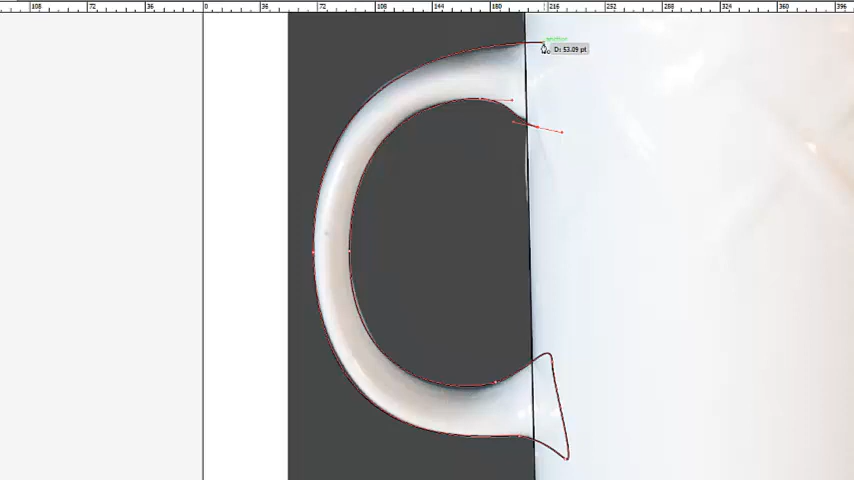 108 72 36 0 36 72 108 144 180 216 252 288 324 360 396
anchor
D: 53.09 pt